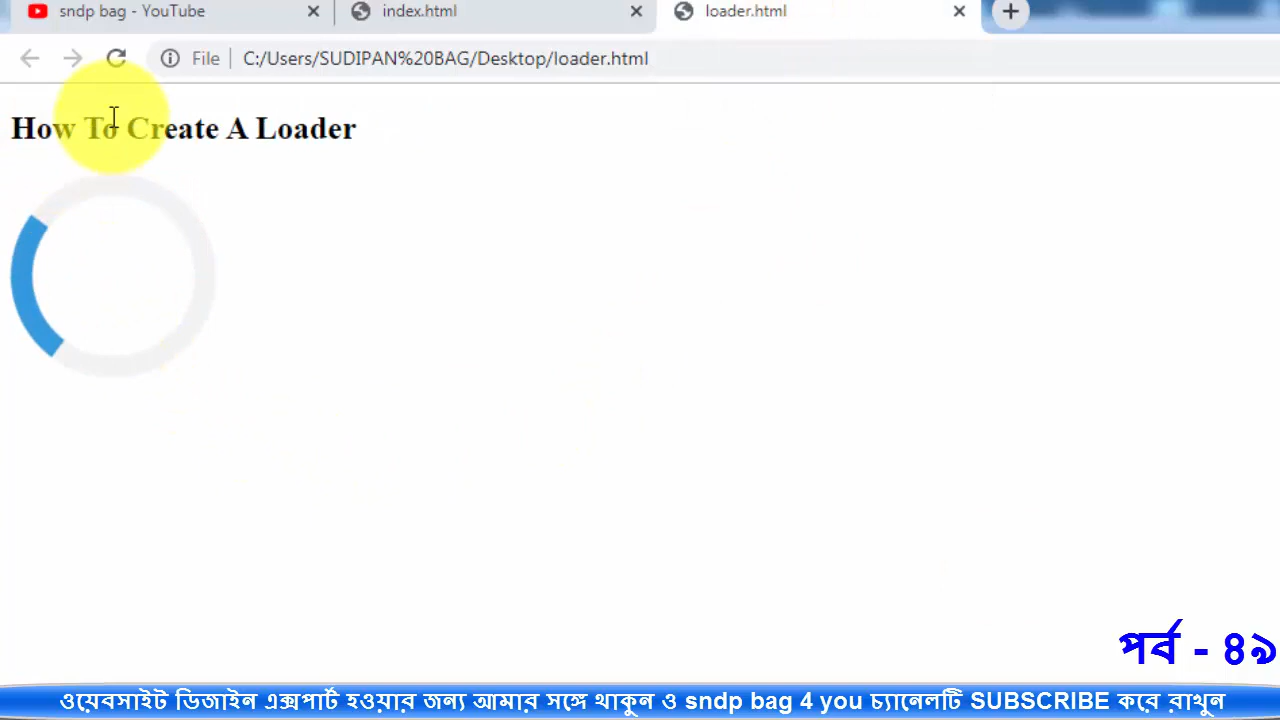 sndp bag - YouTube
index.html
loader.html
File
C:/Users/SUDIPAN%20BAG/Desktop/loader.html
How To Create A Loader
পর্ব - ৪৯
ওয়েবসাইট ডিজাইন এক্সপার্ট হওয়ার জন্য আমার সঙ্গে থাকুন ও sndp bag 4 you চ্যানেলটি SUBSCRIBE করে রাখুন